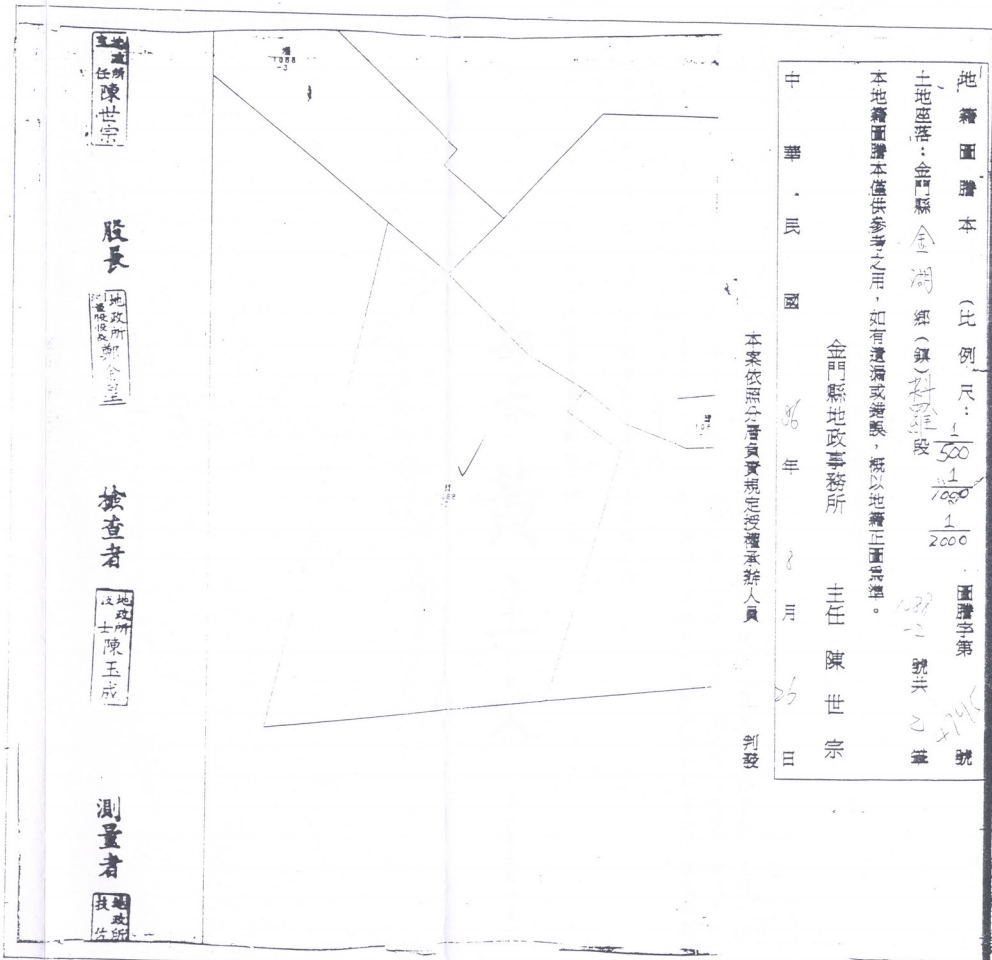 地籍圖謄本（比例尺：1/500 1/1000 1/2000 圖謄字第 號
土地座落：金門縣金湖鄉（鎮）料羅段 1088-2 號共乙筆
本地籍圖謄本僅供參考之用，如有遺漏或錯誤，概以地籍正圖為準。
金門縣地政事務所 主任 陳世宗
中華民國 86 年 8 月 26 日
本案依照分層負責規定授權承辦人員 判發
1088
-3
地政所
主任 陳世宗
股長
地政所
檢查者
地政所
技士 陳玉成
測量者
地政所
技佐